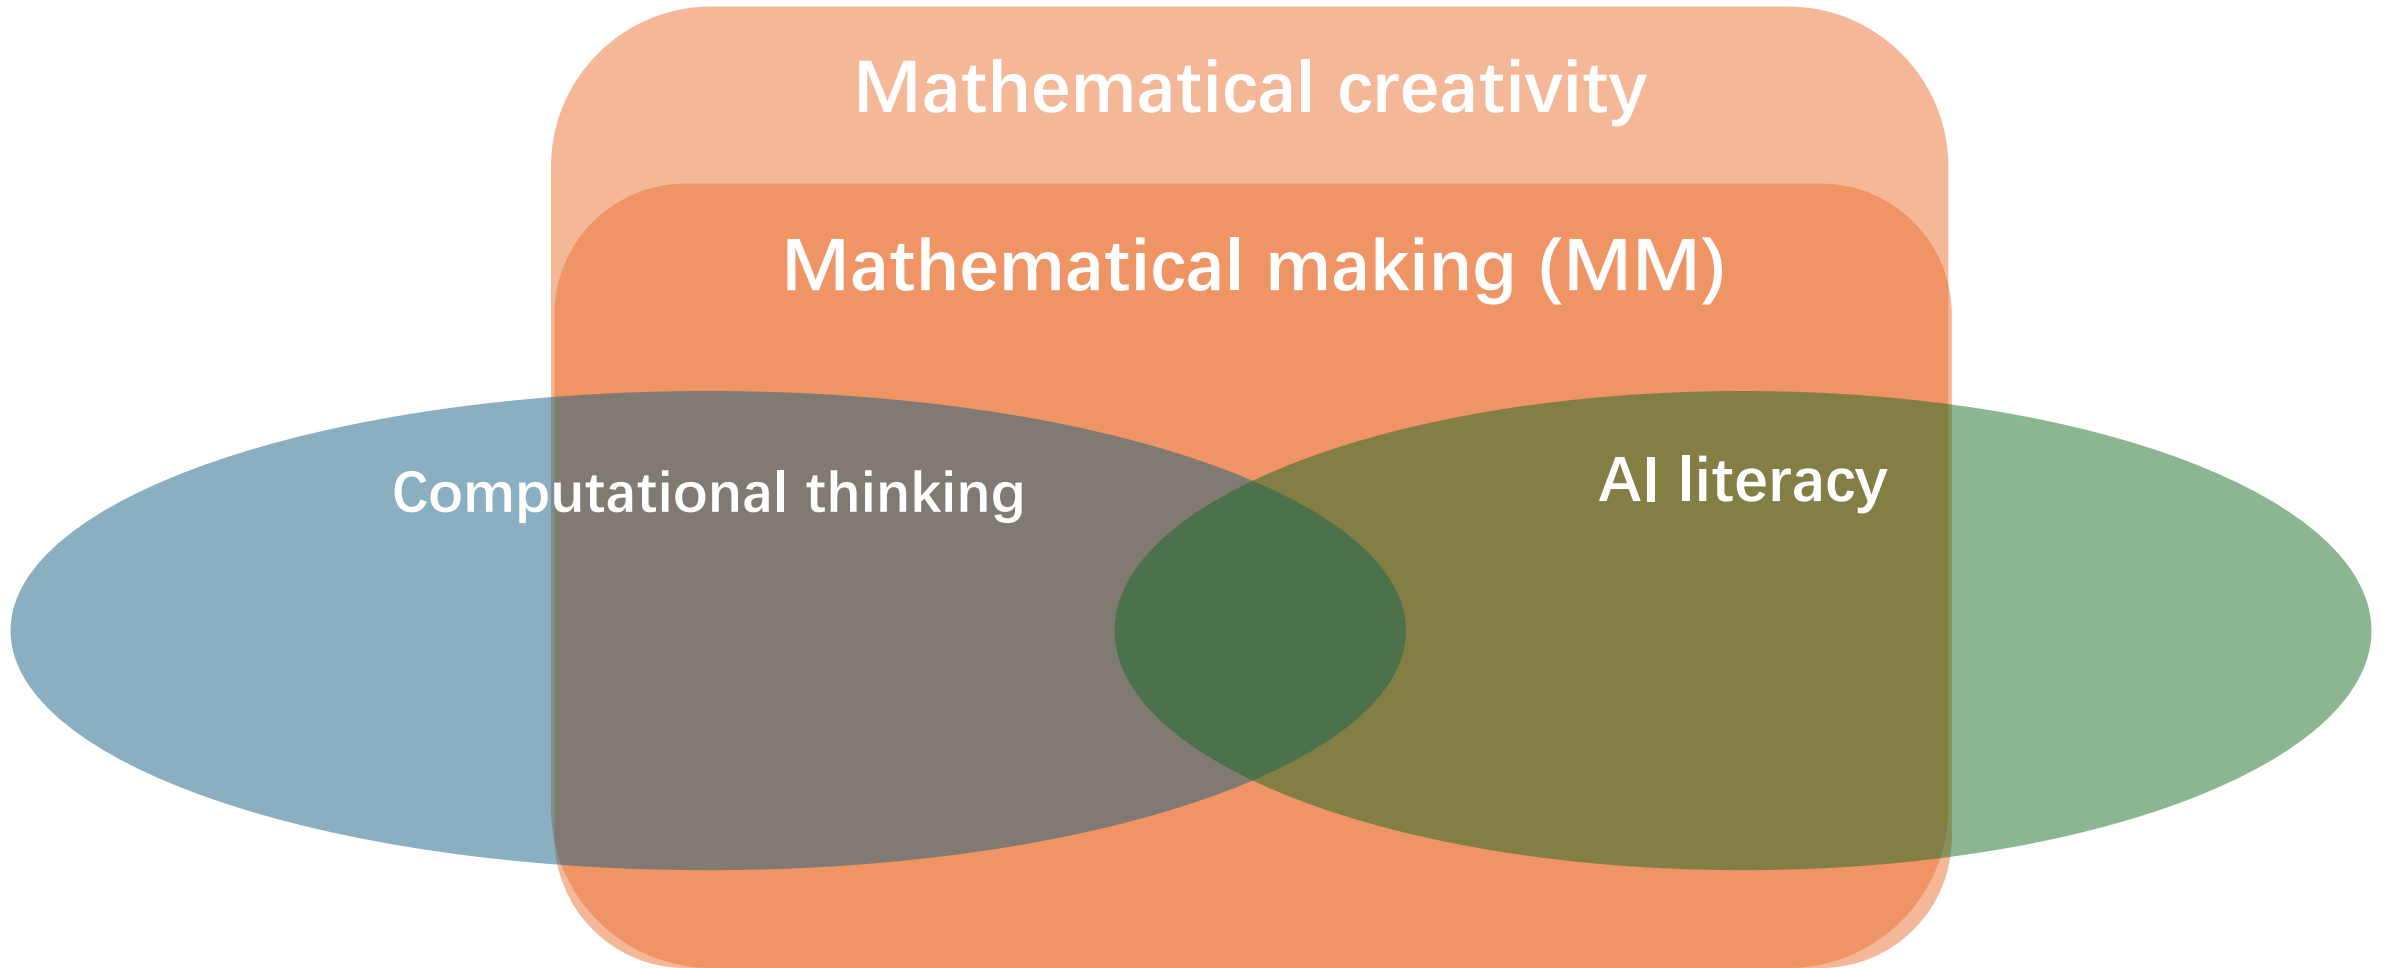 Mathematical creativity
Mathematical making (MM)
Computational thinking
AI literacy